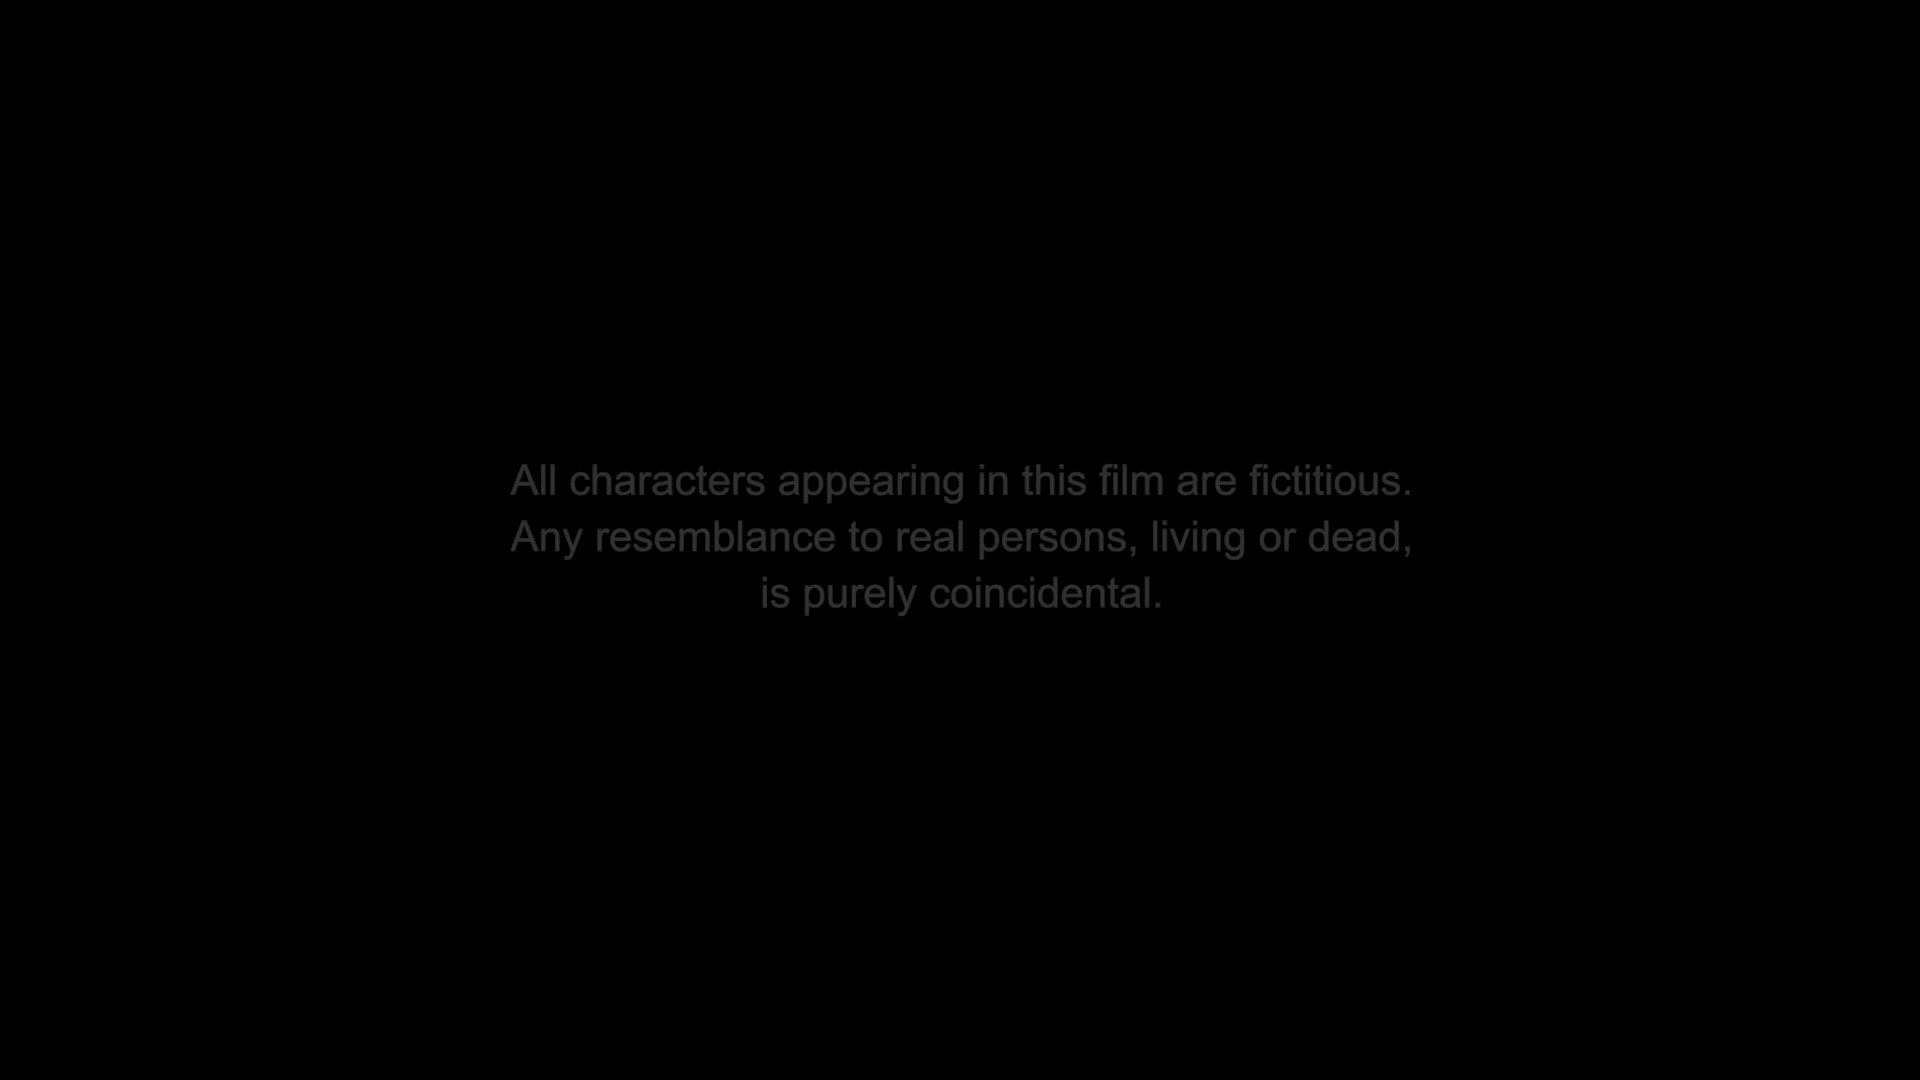 All characters appearing in this film are fictitious.
Any resemblance to real persons, living or dead,
is purely coincidental.